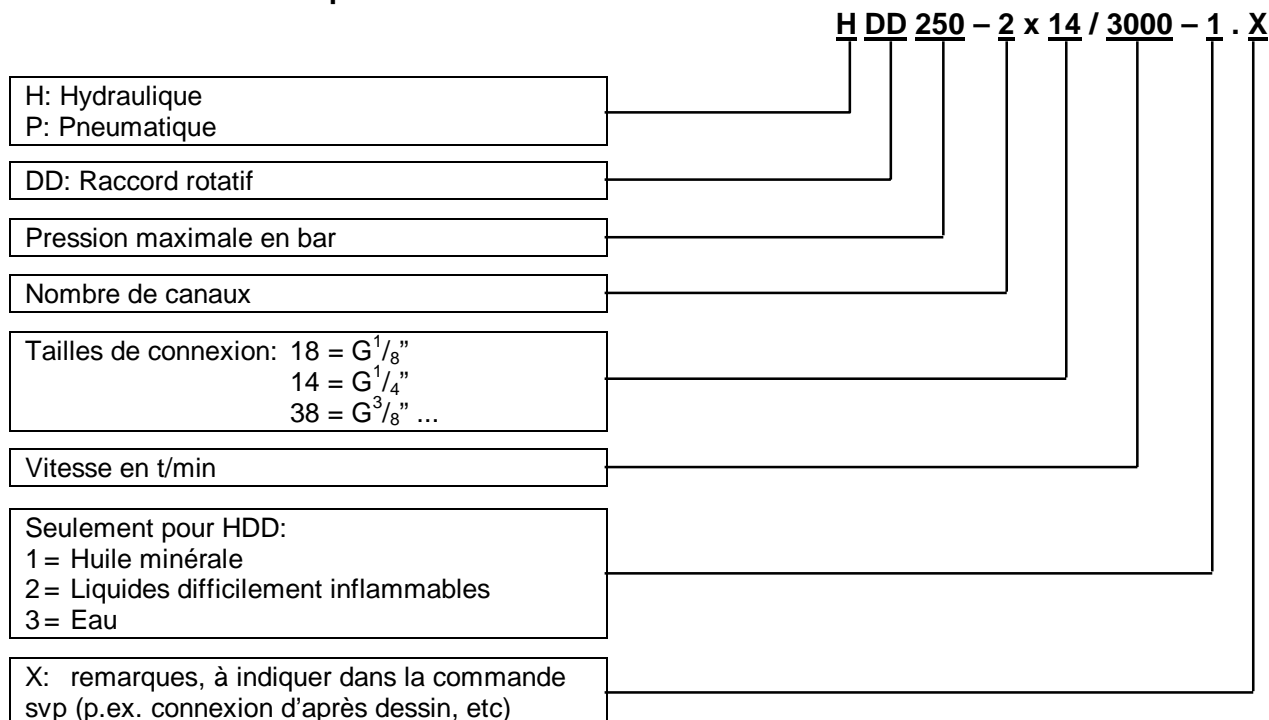 H DD 250 – 2 x 14 / 3000 – 1 . X
H: Hydraulique
P: Pneumatique
DD: Raccord rotatif
Pression maximale en bar
Nombre de canaux
Tailles de connexion: 18 = G1/8”
14 = G1/4”
38 = G3/8” ...
Vitesse en t/min
Seulement pour HDD:
1 = Huile minérale
2 = Liquides difficilement inflammables
3 = Eau
X: remarques, à indiquer dans la commande
svp (p.ex. connexion d’après dessin, etc)